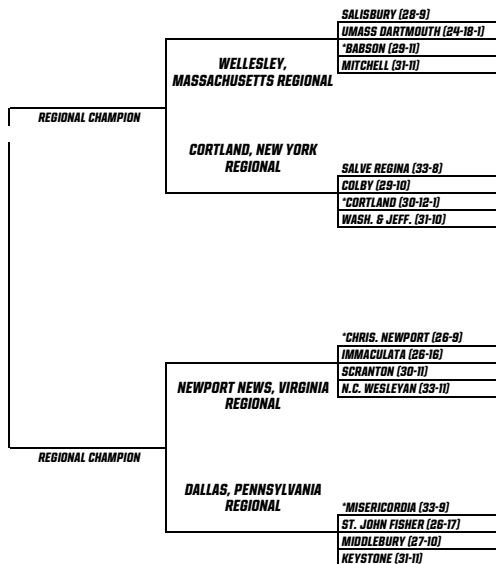 SALISBURY (28-9)
UMASS DARTMOUTH (24-18-1)
*BABSON (29-11)
MITCHELL (31-11)
WELLESLEY,
MASSACHUSETTS REGIONAL
REGIONAL CHAMPION
CORTLAND, NEW YORK
REGIONAL
SALVE REGINA (33-8)
COLBY (29-10)
*CORTLAND (30-12-1)
WASH. & JEFF. (31-10)
*CHRIS. NEWPORT (26-9)
IMMACULATA (26-16)
SCRANTON (30-11)
N.C. WESLEYAN (33-11)
NEWPORT NEWS, VIRGINIA
REGIONAL
REGIONAL CHAMPION
DALLAS, PENNSYLVANIA
REGIONAL
*MISERICORDIA (33-9)
ST. JOHN FISHER (26-17)
MIDDLEBURY (27-10)
KEYSTONE (31-11)